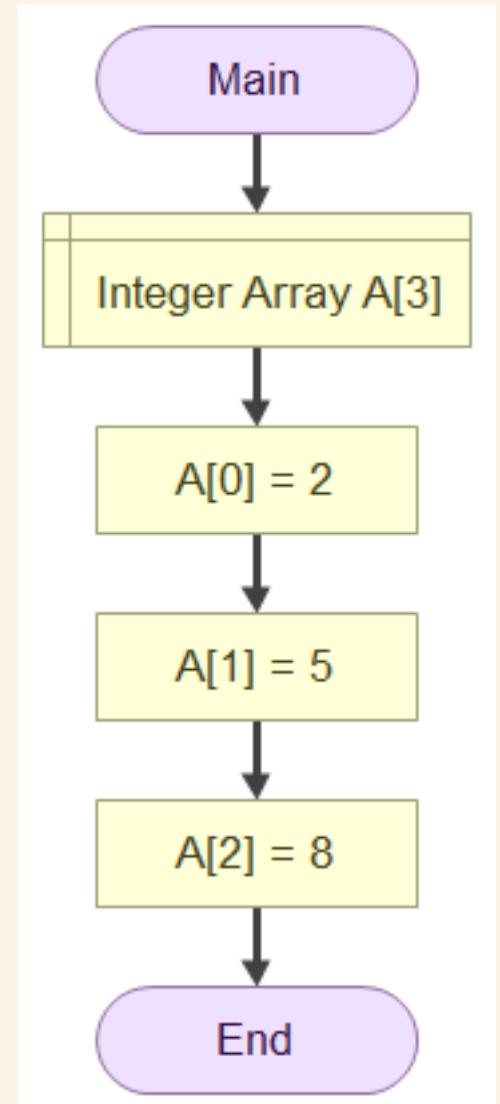 Main
Integer Array A[3]
A[0] = 2
A[1] = 5
A[2] = 8
End